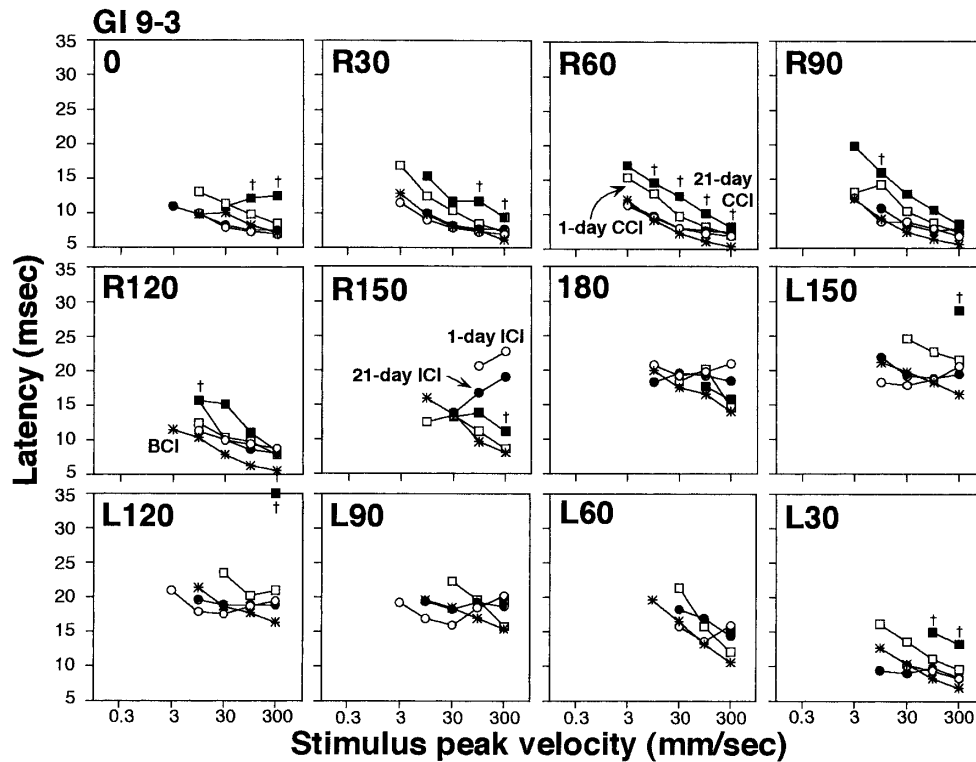 GI 9-3
35 0 R30 R60 R90
30
25
20
15
10
5
† †
†
† † † †
†
1-day CCI
21-day
CCI
35 R120 R150 180 L150
30
25
20
15
10
5
†
BCI
1-day ICI
21-day ICI
†
†
35 L120 L90 L60 L30
30
25
20
15
10
5
†
† †
0.3 3 30 300 0.3 3 30 300 0.3 3 30 300 0.3 3 30 300
Latency (msec)
Stimulus peak velocity (mm/sec)